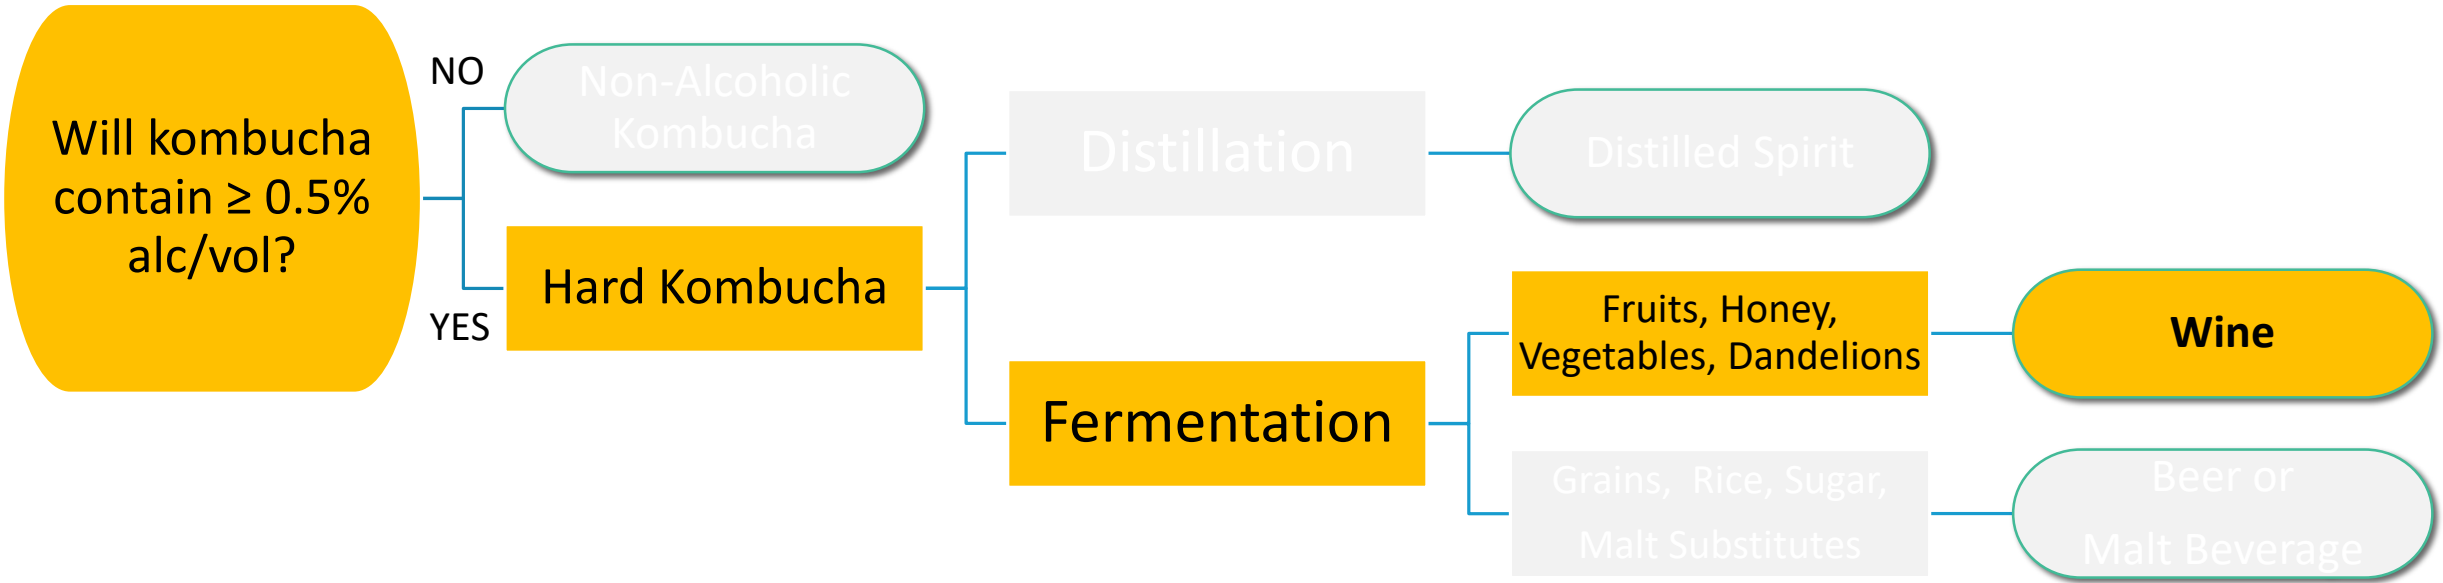 Will kombucha
contain ≥ 0.5%
alc/vol?
NO
YES
Non-Alcoholic
Kombucha
Hard Kombucha
Distillation
Distilled Spirit
Fermentation
Fruits, Honey,
Vegetables, Dandelions
Wine
Grains, Rice, Sugar,
Malt Substitutes
Beer or
Malt Beverage